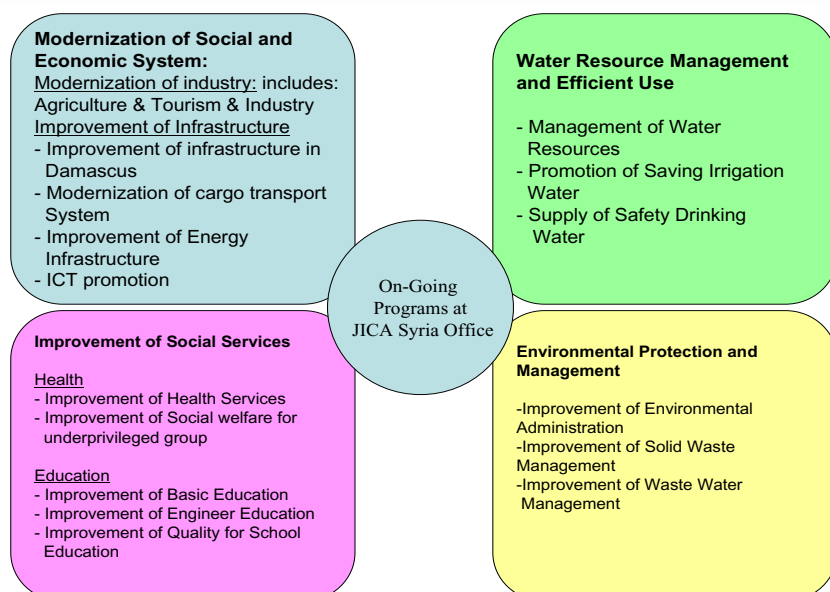 Modernization of Social and
Economic System:
Modernization of industry: includes:
Agriculture & Tourism & Industry
Improvement of Infrastructure
- Improvement of infrastructure in
Damascus
- Modernization of cargo transport
System
- Improvement of Energy
Infrastructure
- ICT promotion
Water Resource Management
and Efficient Use
- Management of Water
Resources
- Promotion of Saving Irrigation
Water
- Supply of Safety Drinking
Water
On-Going
Programs at
JICA Syria Office
Improvement of Social Services
Health
- Improvement of Health Services
- Improvement of Social welfare for
underprivileged group
Education
- Improvement of Basic Education
- Improvement of Engineer Education
- Improvement of Quality for School
Education
Environmental Protection and
Management
-Improvement of Environmental
Administration
-Improvement of Solid Waste
Management
-Improvement of Waste Water
Management